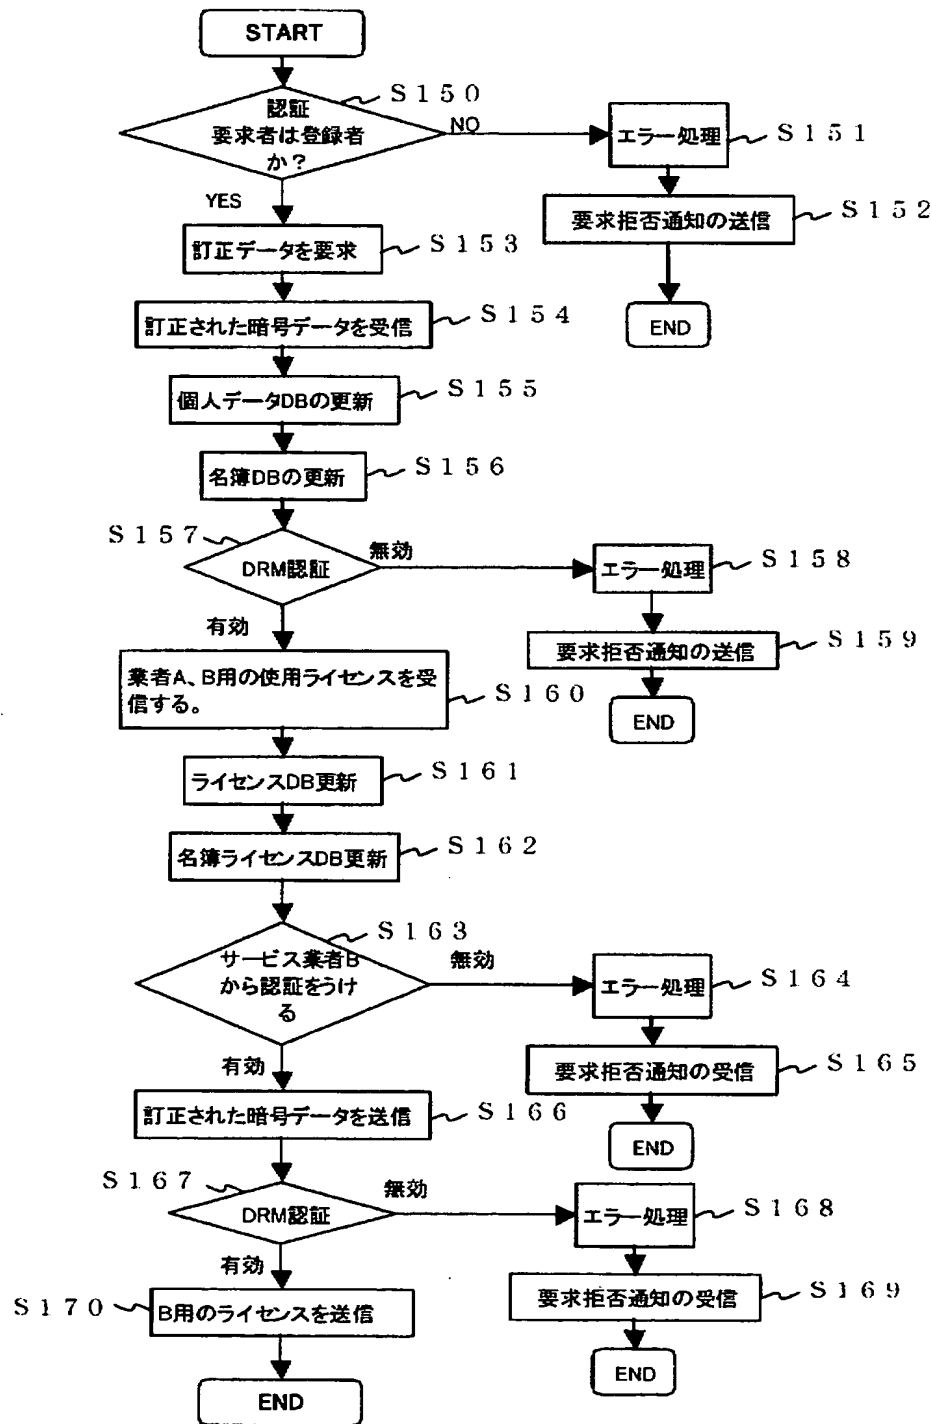 START
S150
認証
要求者は登録者
か?
NO
エラー処理
S151
YES
要求拒否通知の送信
S152
訂正データを要求
S153
END
訂正された暗号データを受信
S154
個人データDBの更新
S155
名簿DBの更新
S156
S157
DRM認証
無効
エラー処理
S158
有効
要求拒否通知の送信
S159
業者A、B用の使用ライセンスを受
信する。
S160
END
ライセンスDB更新
S161
名簿ライセンスDB更新
S162
S163
サービス業者B
から認証をうけ
る
無効
エラー処理
S164
有効
要求拒否通知の受信
S165
訂正された暗号データを送信
S166
END
S167
DRM認証
無効
エラー処理
S168
有効
要求拒否通知の受信
S169
S170
B用のライセンスを送信
END
END